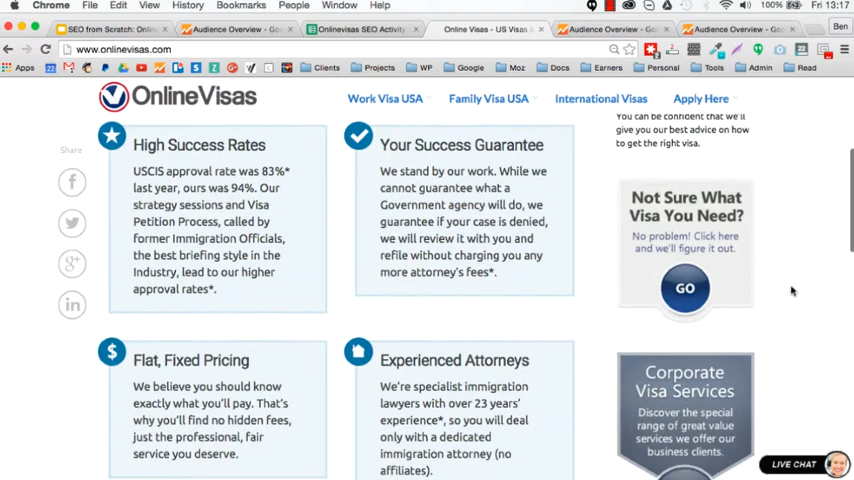 Chrome File Edit View History Bookmarks People Window Help
100% Fri 13:17
SEO from Scratch: Onlin
Audience Overview - Go
Onlinevisas SEO Activity
Online Visas - US Visas A
Audience Overview - Goo
Audience Overview - Goo
Ben
www.onlinevisas.com
Apps
Clients Projects WP Google Moz Docs Earners Personal Tools Admin Read
OnlineVisas
Work Visa USA Family Visa USA International Visas Apply Here
You can be confident that we'll
give you our best advice on how
to get the right visa.
Share
High Success Rates
USCIS approval rate was 83%*
last year, ours was 94%. Our
strategy sessions and Visa
Petition Process, called by
former Immigration Officials,
the best briefing style in the
Industry, lead to our higher
approval rates*.
Your Success Guarantee
We stand by our work. While we
cannot guarantee what a
Government agency will do, we
guarantee if your case is denied,
we will review it with you and
refile without charging you any
more attorney's fees*.
Not Sure What
Visa You Need?
No problem! Click here
and we'll figure it out.
GO
Flat, Fixed Pricing
We believe you should know
exactly what you'll pay. That's
why you'll find no hidden fees,
just the professional, fair
service you deserve.
Experienced Attorneys
We're specialist immigration
lawyers with over 23 years'
experience*, so you will deal
only with a dedicated
immigration attorney (no
affiliates).
Corporate
Visa Services
Discover the special
range of great value
services we offer our
business clients.
LIVE CHAT